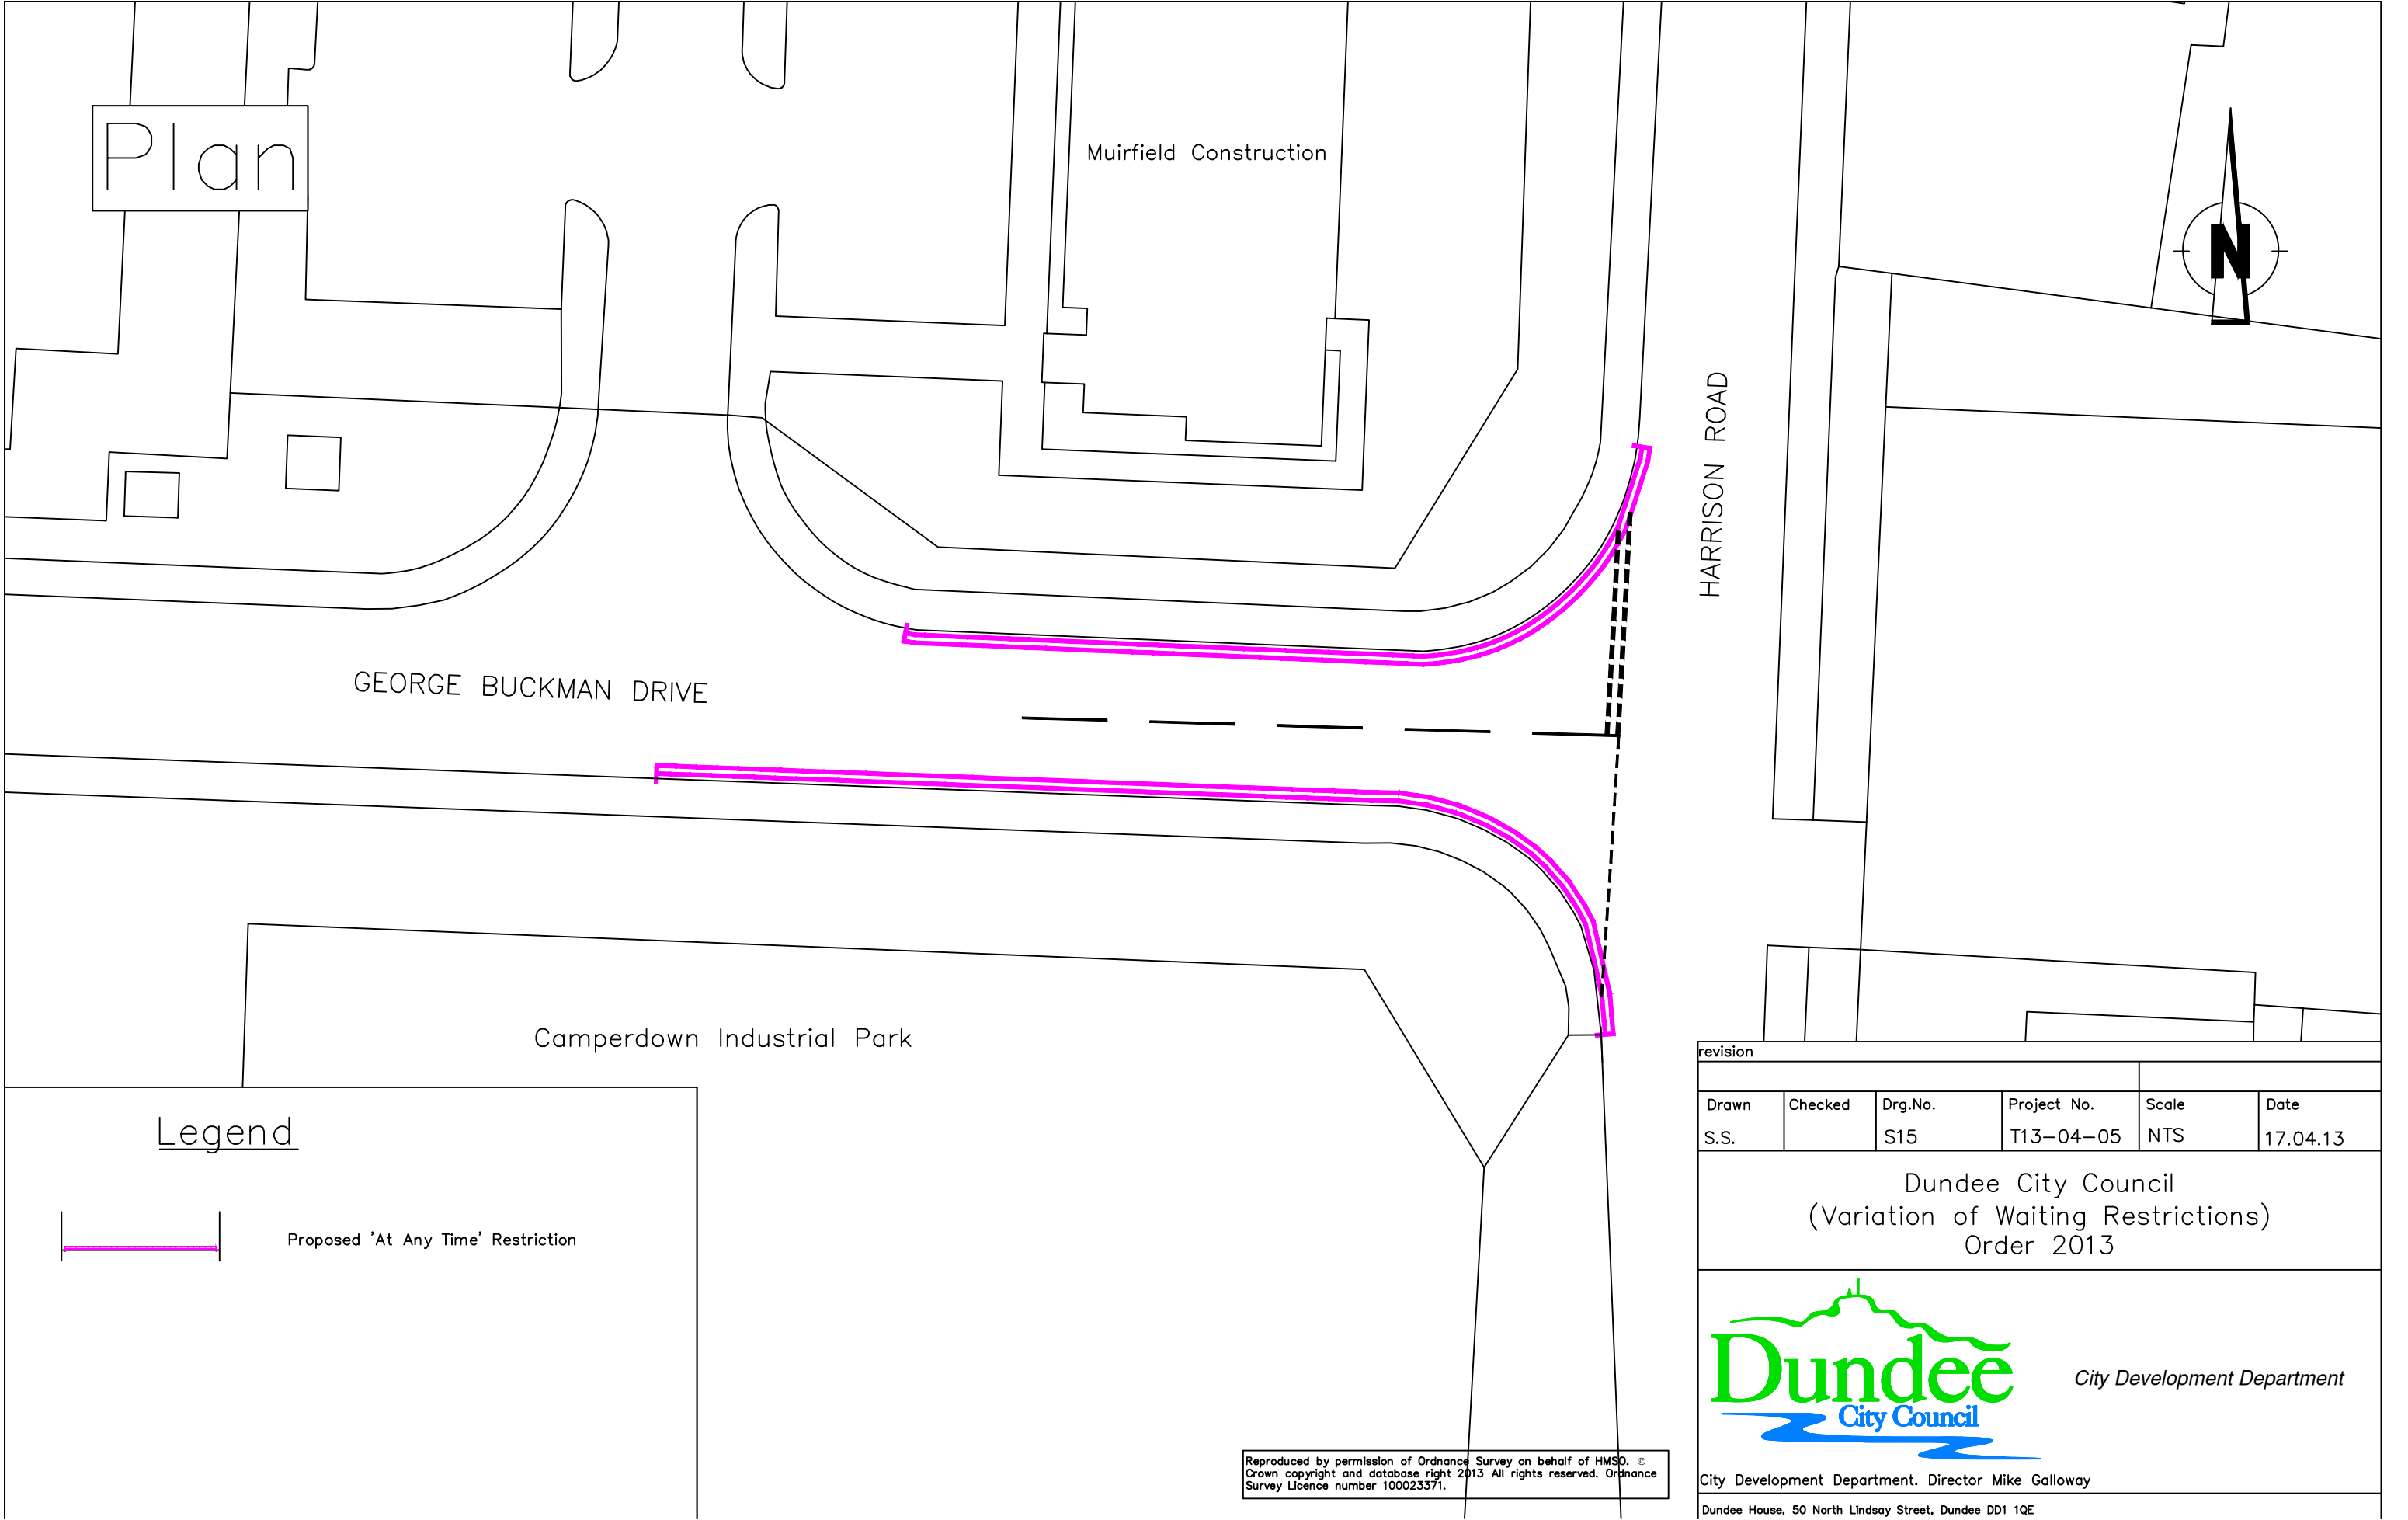 Plan
Muirfield Construction
N
HARRISON ROAD
GEORGE BUCKMAN DRIVE
Camperdown Industrial Park
Legend
Proposed 'At Any Time' Restriction
Reproduced by permission of Ordnance Survey on behalf of HMSO. ©
Crown copyright and database right 2013 All rights reserved. Ordnance
Survey Licence number 100023371.
revision
Drawn Checked Drg.No. Project No. Scale Date
S.S. S15 T13-04-05 NTS 17.04.13
Dundee City Council
(Variation of Waiting Restrictions)
Order 2013
Dundee
City Council
City Development Department
City Development Department. Director Mike Galloway
Dundee House, 50 North Lindsay Street, Dundee DD1 1QE